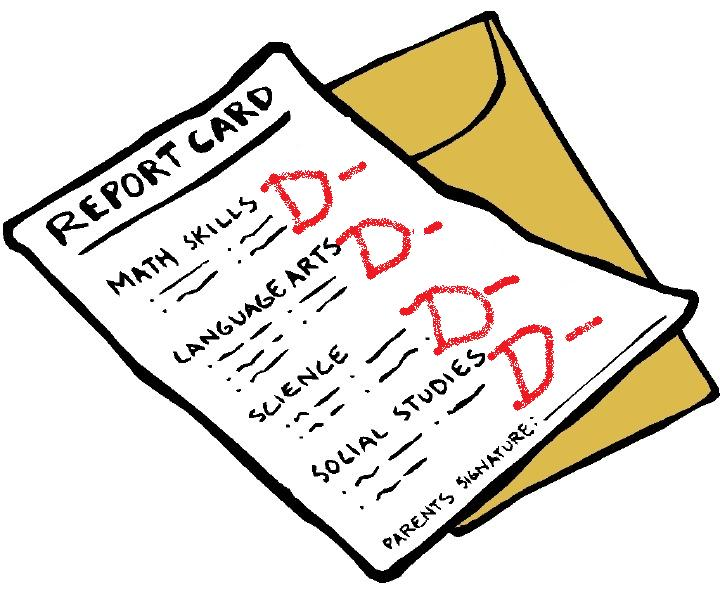 REPORT CARD
MATH SKILLS D-
LANGUAGE ARTS D-
SCIENCE D-
SOCIAL STUDIES D-
PARENTS SIGNATURE: